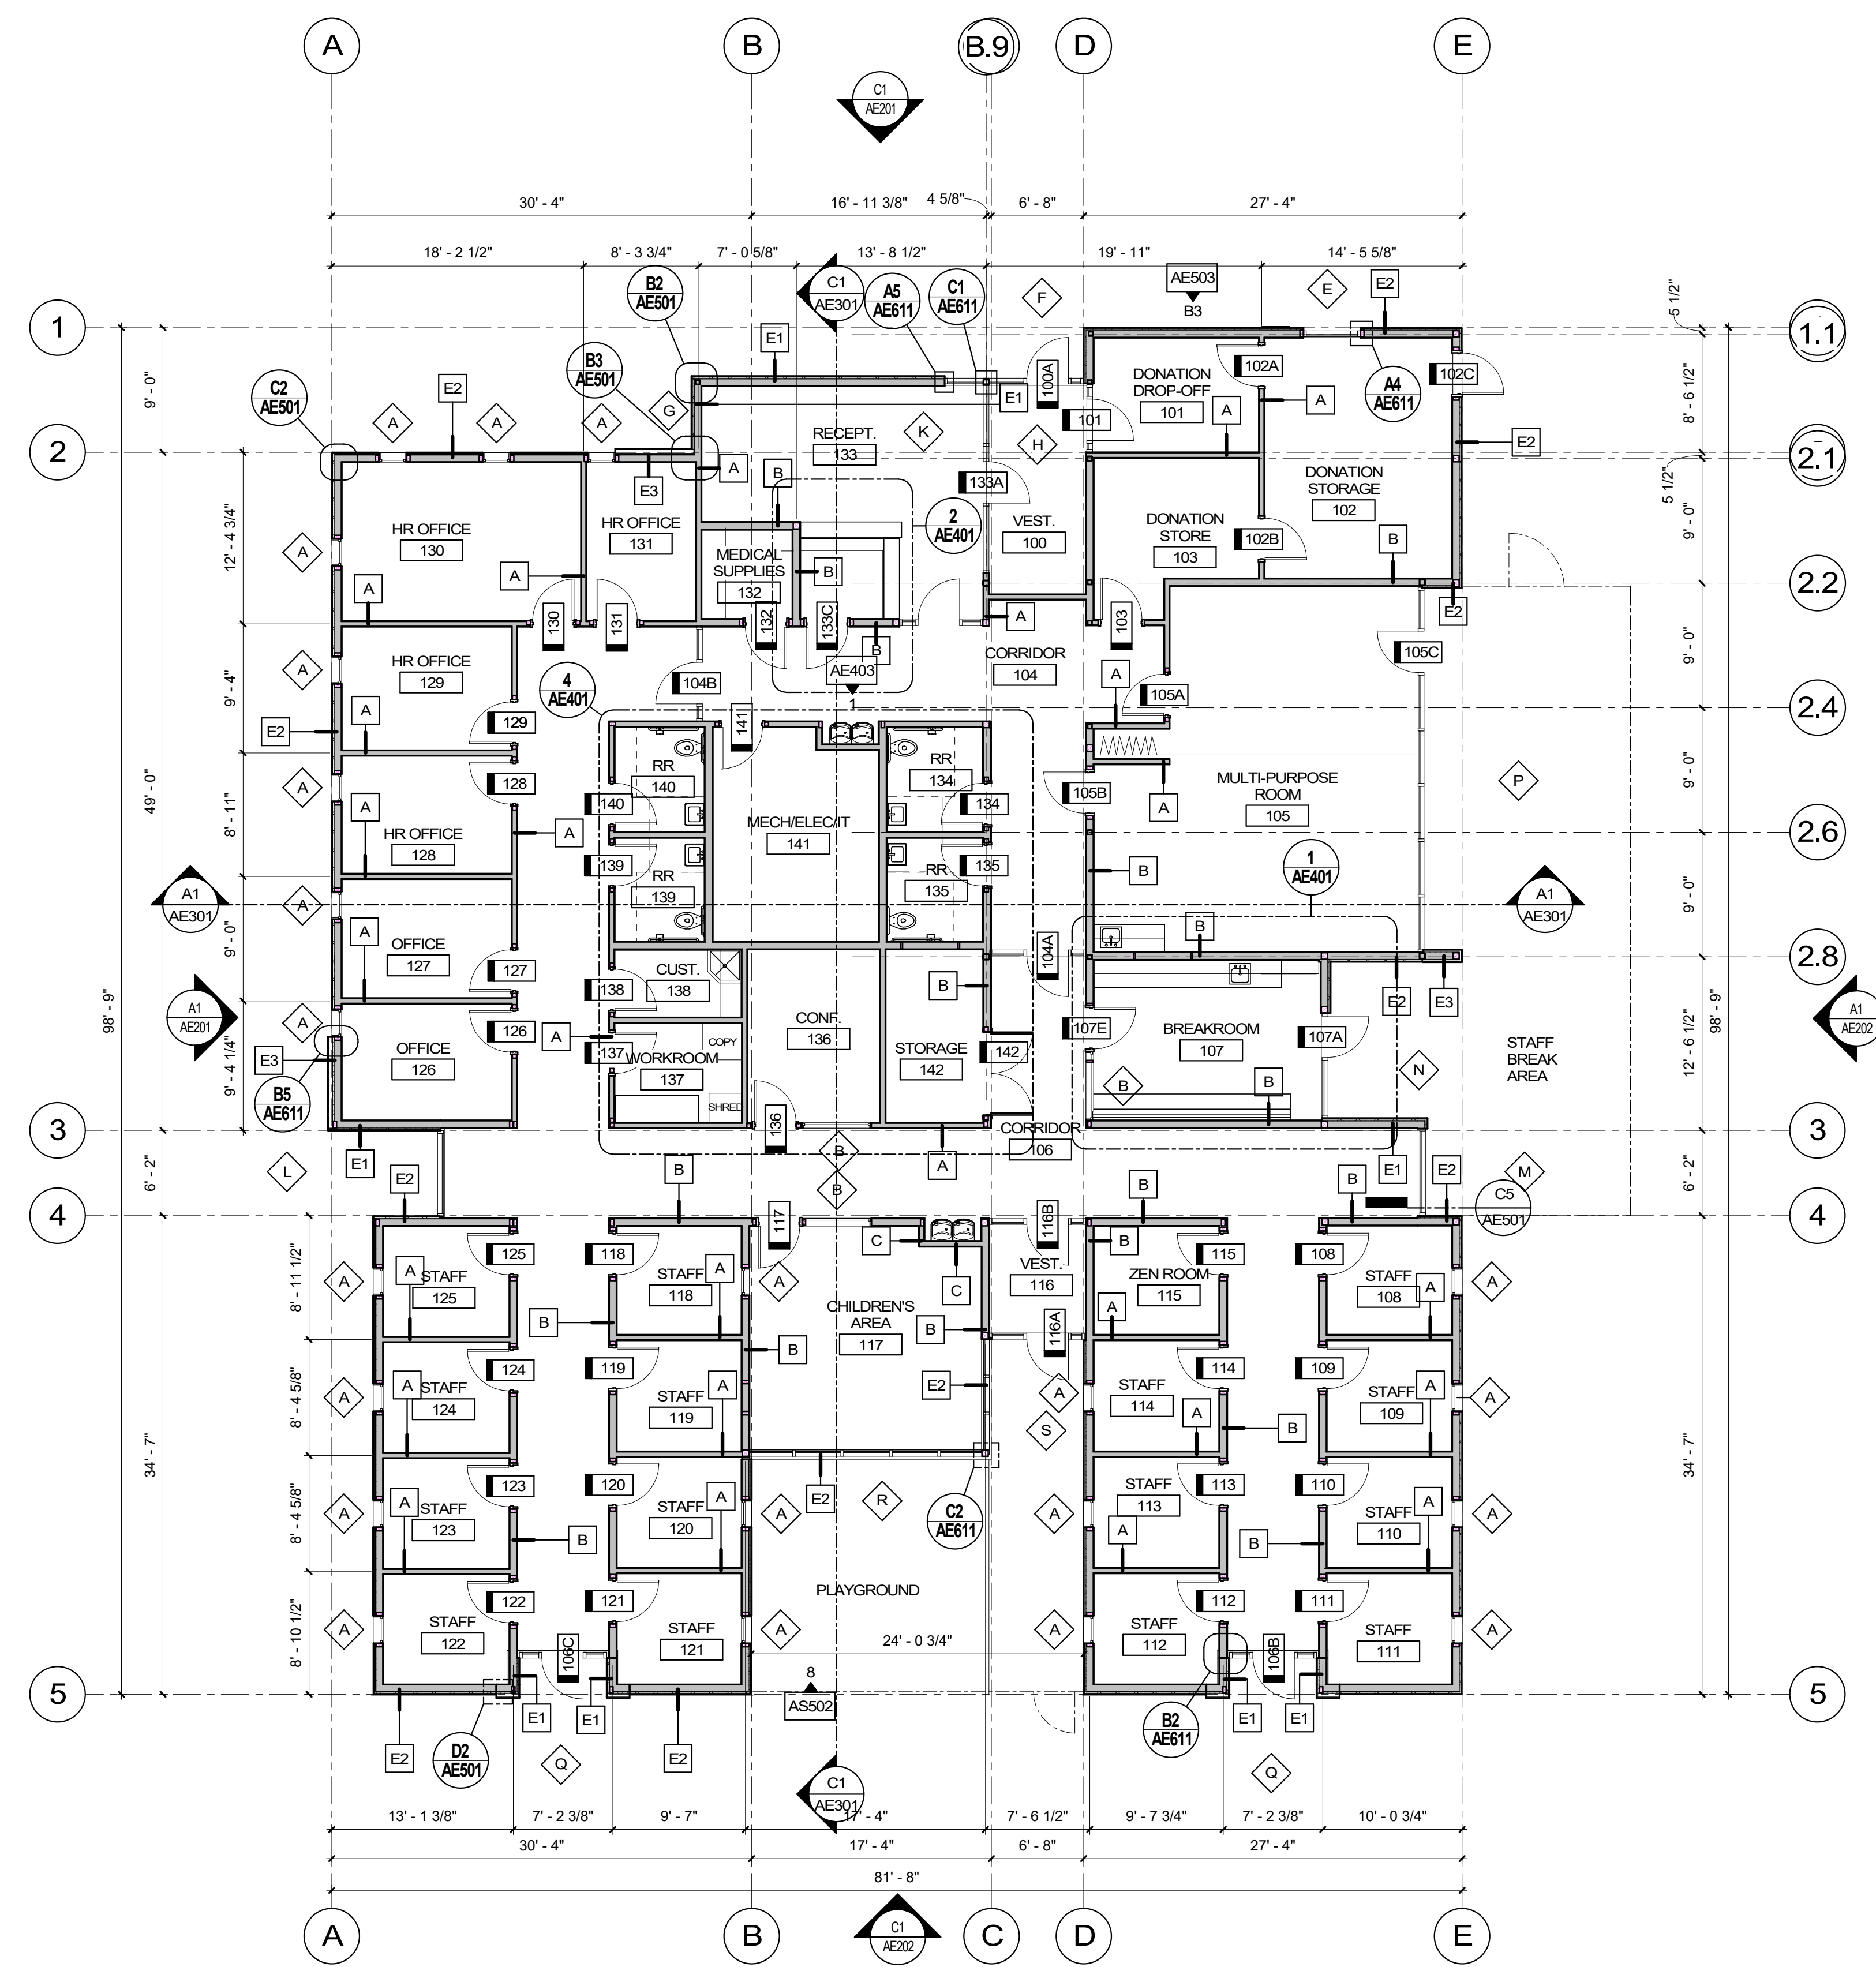 A B B.9 D E
C1
AE201
30' - 4" 16' - 11 3/8" 4 5/8" 6' - 8" 27' - 4"
18' - 2 1/2" 8' - 3 3/4" 7' - 0 5/8" 13' - 8 1/2" 19' - 11" 14' - 5 5/8"
B2
AE501
C1
AE301
A5
AE611
C1
AE611
F
AE503
B3
E
E2
5 1/2"
1
1.1
E1
B3
AE501
C2
AE501
E2
A A A
G
E1
100A
DONATION
DROP-OFF
101
102A
102C
A4
AE611
A
A
101
9' - 0"
8' - 6 1/2"
2
RECEPT.
133
K
H
E2
2.1
5 1/2"
E3
A
B
133A
DONATION
STORAGE
102
HR OFFICE
130
HR OFFICE
131
2
AE401
VEST.
100
DONATION
STORE
103
102B
B
9' - 0"
12' - 4 3/4"
A
A
A
MEDICAL
SUPPLIES
132
B
2.2
130
131
132
133C
B
A
103
E2
HR OFFICE
129
A
9' - 4"
4
AE401
104B
AE403
1
CORRIDOR
104
A
105A
105C
9' - 0"
2.4
A
129
E2
141
RR
140
RR
134
MULTI-PURPOSE
ROOM
105
P
49' - 0"
98' - 9"
A
128
140
134
105B
A
9' - 0"
8' - 11"
A
HR OFFICE
128
A
MECH/ELEC/IT
141
2.6
139
RR
139
RR
135
135
B
1
AE401
A1
AE301
A
A1
AE301
9' - 0"
9' - 0"
A
OFFICE
127
127
CUST.
138
138
104A
B
2.8
A1
AE201
A
126
A
137
WORKROOM
137
COPY
SHRED
CONF.
136
B
STORAGE
142
142
107E
BREAKROOM
107
107A
E2
E3
STAFF
BREAK
AREA
A1
AE202
98' - 9"
12' - 6 1/2"
9' - 4 1/4"
E3
OFFICE
126
B5
AE611
B
B
N
3
136
CORRIDOR
106
3
E1
L
B
A
E1
M
6' - 2"
E2
B
B
B
B
E2
C5
AE501
6' - 2"
4
4
125
118
117
C
116B
B
115
108
8' - 11 1/2"
A
A
STAFF
125
STAFF
118
A
A
C
VEST.
116
ZEN ROOM
115
STAFF
108
A
A
B
CHILDREN'S
AREA
117
B
116A
A
124
119
B
114
109
8' - 4 5/8"
A
A
STAFF
124
STAFF
119
A
E2
A
S
STAFF
114
A
B
STAFF
109
A
A
34' - 7"
34' - 7"
123
120
113
110
8' - 4 5/8"
A
A
STAFF
123
STAFF
120
A
A
E2
R
C2
AE611
A
STAFF
113
A
STAFF
110
A
A
B
B
122
121
PLAYGROUND
112
111
8' - 10 1/2"
A
STAFF
122
STAFF
121
A
24' - 0 3/4"
A
STAFF
112
STAFF
111
A
106C
106B
5
8
AS502
5
E2
E1
E1
E2
B2
AE611
E1
E1
D2
AE501
Q
Q
C1
AE301
13' - 1 3/8" 7' - 2 3/8" 9' - 7" 17' - 4" 7' - 6 1/2" 9' - 7 3/4" 7' - 2 3/8" 10' - 0 3/4"
30' - 4" 17' - 4" 6' - 8" 27' - 4"
81' - 8"
A B C D E
C1
AE202